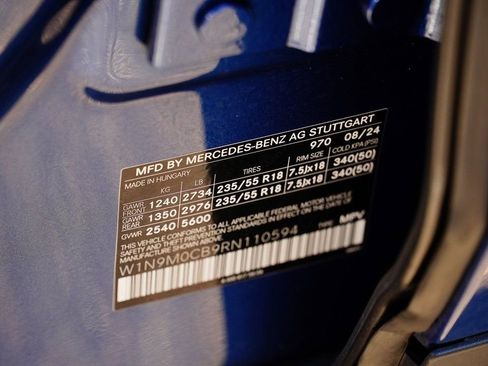 MFD BY MERCEDES-BENZ AG STUTTGART
MADE IN HUNGARY 970 08/24
KG LB TIRES RIM SIZE COLD KPA (PSI)
GAWR FRONT 1240 2734 235/55 R18 7.5Jx18 340(50)
GAWR REAR 1350 2976 235/55 R18 7.5Jx18 340(50)
GVWR 2540 5600
THIS VEHICLE CONFORMS TO ALL APPLICABLE FEDERAL MOTOR VEHICLE
SAFETY AND THEFT PREVENTION STANDARDS IN EFFECT ON THE DATE OF
MANUFACTURE SHOWN ABOVE. TYPE: MPV
W1N9M0CB9RN110594